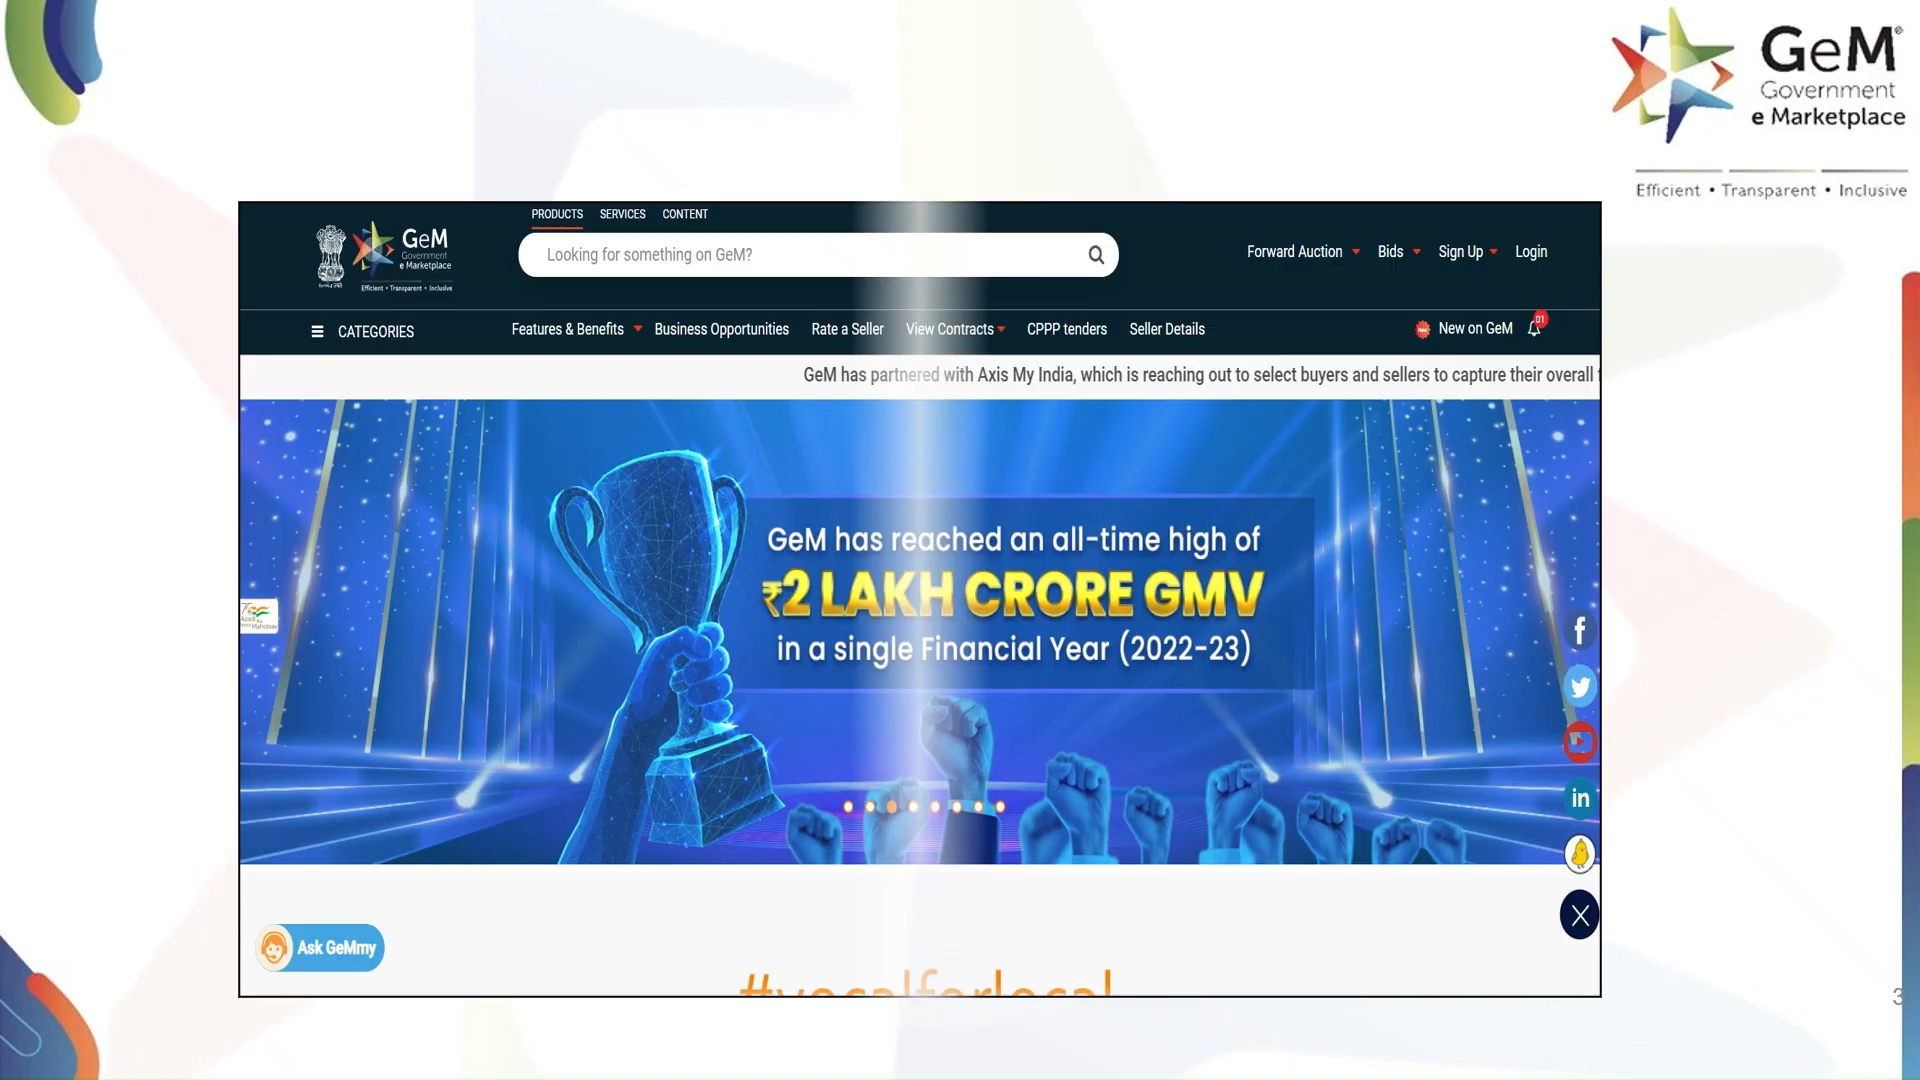 GeM
Government
e Marketplace
Efficient • Transparent • Inclusive
PRODUCTS SERVICES CONTENT
GeM
Government
e Marketplace
Efficient • Transparent • Inclusive
Looking for something on GeM?
Forward Auction Bids Sign Up Login
CATEGORIES
Features & Benefits Business Opportunities Rate a Seller View Contracts CPPP tenders Seller Details
New on GeM 01
GeM has partnered with Axis My India, which is reaching out to select buyers and sellers to capture their overall
GeM has reached an all-time high of
₹2 LAKH CRORE GMV
in a single Financial Year (2022-23)
Ask GeMmy
#vocalforlocal
3